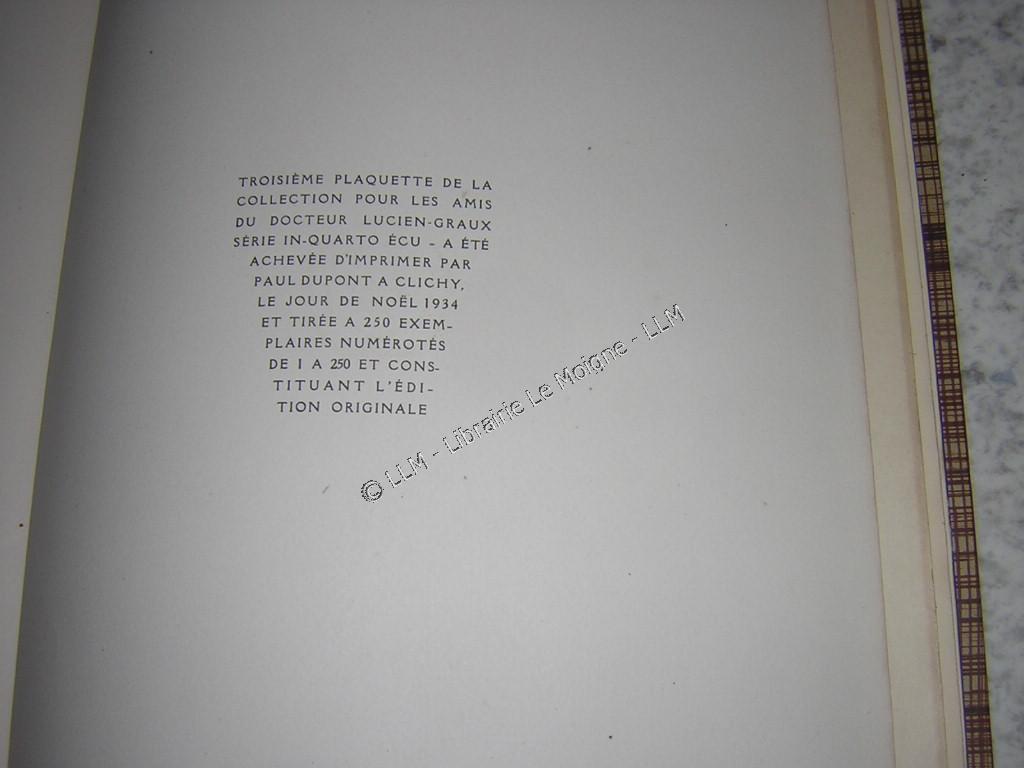 TROISIÈME PLAQUETTE DE LA
COLLECTION POUR LES AMIS
DU DOCTEUR LUCIEN-GRAUX
SÉRIE IN-QUARTO ÉCU – A ÉTÉ
ACHEVÉE D'IMPRIMER PAR
PAUL DUPONT A CLICHY,
LE JOUR DE NOËL 1934
ET TIRÉE A 250 EXEM-
PLAIRES NUMÉROTÉS
DE 1 A 250 ET CONS-
TITUANT L'ÉDI-
TION ORIGINALE
© LLM - Librairie Le Moigne - LLM